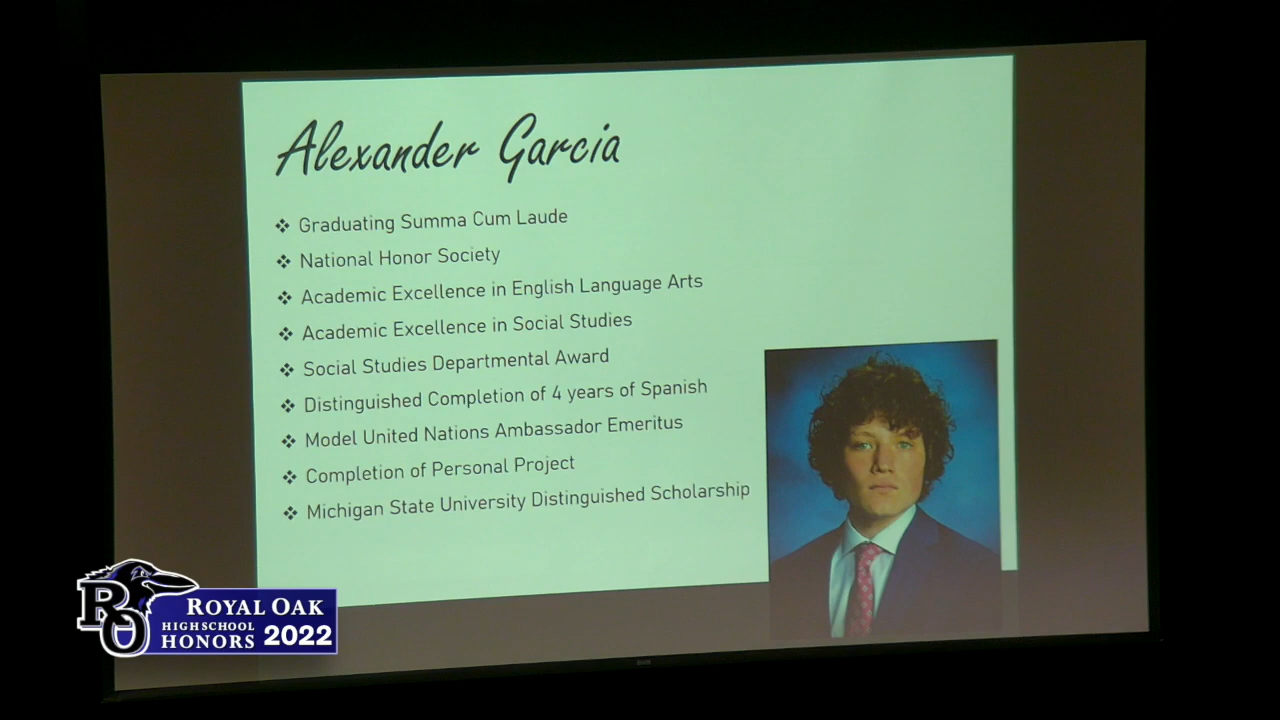 Alexander Garcia
❖ Graduating Summa Cum Laude
❖ National Honor Society
❖ Academic Excellence in English Language Arts
❖ Academic Excellence in Social Studies
❖ Social Studies Departmental Award
❖ Distinguished Completion of 4 years of Spanish
❖ Model United Nations Ambassador Emeritus
❖ Completion of Personal Project
❖ Michigan State University Distinguished Scholarship
RO
ROYAL OAK
HIGH SCHOOL
HONORS 2022